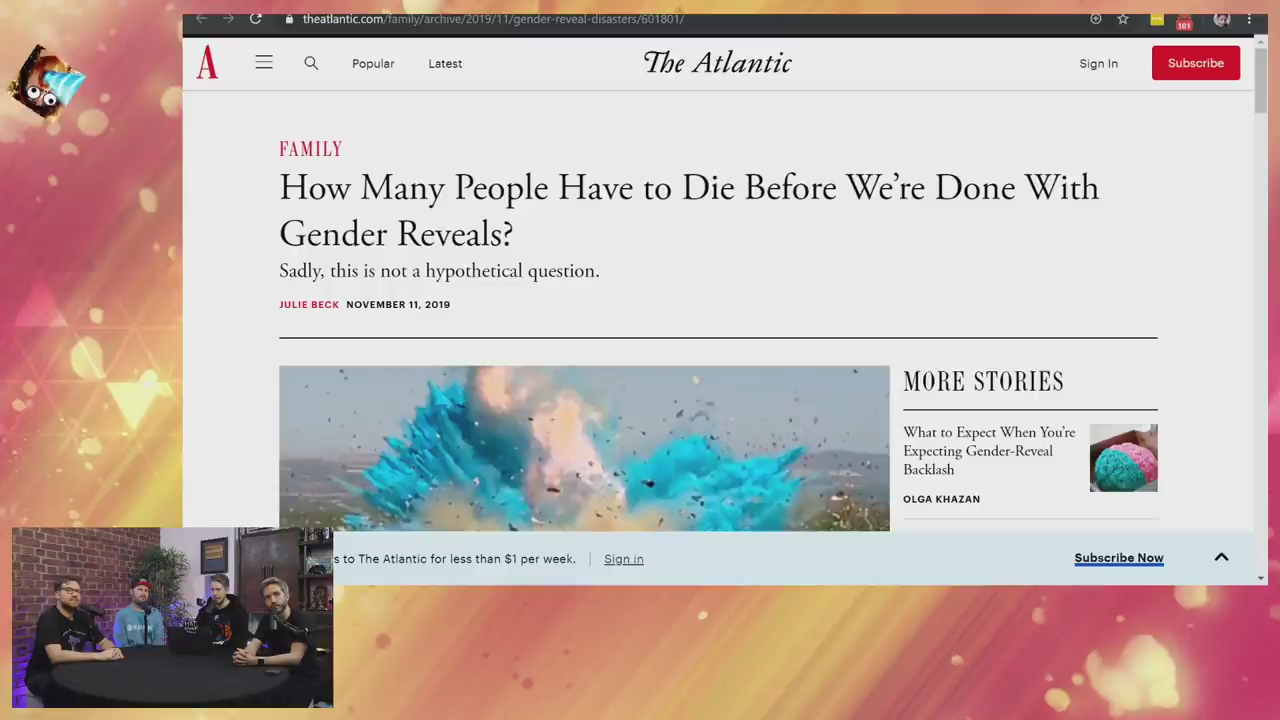 theatlantic.com/family/archive/2019/11/gender-reveal-disasters/601801/
101
A
Popular
Latest
The Atlantic
Sign In
Subscribe
FAMILY
How Many People Have to Die Before We’re Done With
Gender Reveals?
Sadly, this is not a hypothetical question.
JULIE BECK NOVEMBER 11, 2019
MORE STORIES
What to Expect When You’re
Expecting Gender-Reveal
Backlash
OLGA KHAZAN
s to The Atlantic for less than $1 per week.
Sign in
Subscribe Now